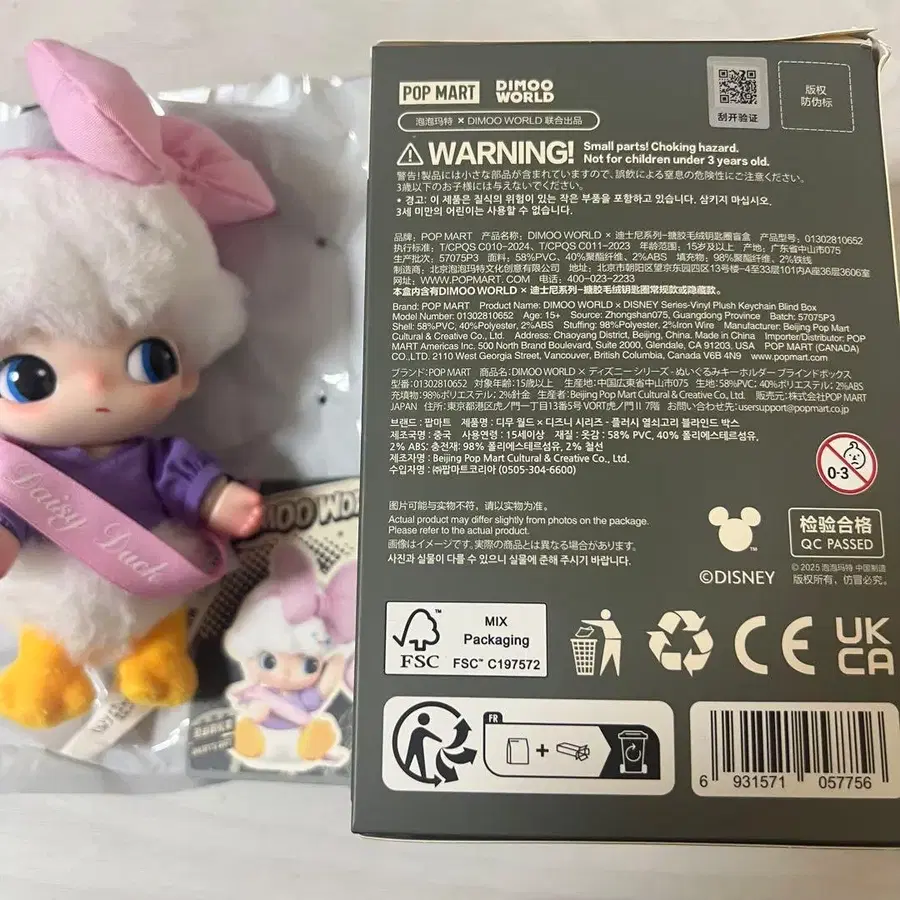 POP MART
DIMOO WORLD
刮开验证
版权
防伪标
泡泡玛特 × DIMOO WORLD 联合出品
WARNING!
Small parts! Choking hazard.
Not for children under 3 years old.
警告!製品には小さな部品が含まれていますので、誤飲による窒息の危険性にご注意ください。
3歳以下のお子様には与えないでください。
• 경고: 이 제품은 질식의 위험이 있는 작은 부품을 포함하고 있습니다. 삼키지 마십시오.
3세 미만의 어린이는 사용할 수 없습니다.
品牌: POP MART 产品名称: DIMOO WORLD × 迪士尼系列-搪胶毛绒钥匙圈盲盒 产品型号: 01302810652
执行标准: T/CPQS C010-2024、T/CPQS C011-2023 年龄范围: 15岁及以上 产地: 广东省中山市075
生产批次: 57075P3 面料: 58%PVC, 40%聚酯纤维, 2%ABS 填充物: 98%聚酯纤维, 2%铁线
制造商: 北京泡泡玛特文化创意有限公司 地址: 北京市朝阳区望京东园四区13号楼-4至33层101内A座36层3606室
网址: WWW.POPMART.COM 电话: 400-023-2233
本盒内含有DIMOO WORLD × 迪士尼系列-搪胶毛绒钥匙圈常规款或隐藏款。
Brand: POP MART Product Name: DIMOO WORLD × DISNEY Series-Vinyl Plush Keychain Blind Box
Model Number: 01302810652 Age: 15+ Source: Zhongshan075, Guangdong Province Batch: 57075P3
Shell: 58%PVC, 40%Polyester, 2%ABS Stuffing: 98%Polyester, 2%Iron Wire Manufacturer: Beijing Pop Mart
Cultural & Creative Co., Ltd. Address: Chaoyang District, Beijing, China. Made in China Importer/Distributor: POP
MART Americas Inc. 500 North Brand Boulevard, Suite 2000, Glendale, CA 91203, USA POP MART (CANADA)
CO.,LTD. 2110 West Georgia Street, Vancouver, British Columbia, Canada V6B 4N9 www.popmart.com
ブランド: POP MART 商品名: DIMOO WORLD × ディズニー シリーズ - ぬいぐるみキーホルダー ブラインドボックス
型番: 01302810652 対象年齢: 15歳以上 生産地: 中国広東省中山市075 生地: 58%PVC, 40%ポリエステル, 2%ABS
充填物: 98%ポリエステル, 2%針金 生産者: Beijing Pop Mart Cultural & Creative Co., Ltd. 販売元: 株式会社POP MART
JAPAN 住所: 東京都港区虎ノ門一丁目13番5号 VORT虎ノ門II 7階 お問い合わせ先: usersupport@popmart.co.jp
브랜드 : 팝마트 제품명 : 디무 월드 × 디즈니 시리즈 - 플러시 열쇠고리 블라인드 박스
제조국명 : 중국 사용연령 : 15세이상 재질 : 옷감 : 58% PVC, 40% 폴리에스테르섬유,
2% ABS: 충전재: 98% 폴리에스테르섬유, 2% 철선
제조자명 : Beijing Pop Mart Cultural & Creative Co., Ltd.
수입자명 : ㈜팝마트코리아 (0505-304-6600)
0-3
图片可能与实物不符, 请以实物为准。
Actual product may differ slightly from photos on the package.
Please refer to the actual product.
画像はイメージです。実際の商品とは異なる場合があります。
사진과 실물이 다를 수 있으니 실물에 준해 주시기 바랍니다.
©DISNEY
TM
检验合格
QC PASSED
© 2025 泡泡玛特 中国制造
版权所有, 仿冒必究。
FSC
MIX
Packaging
FSC™ C197572
CE
UK
CA
FR
6 931571 057756
Daisy Duck